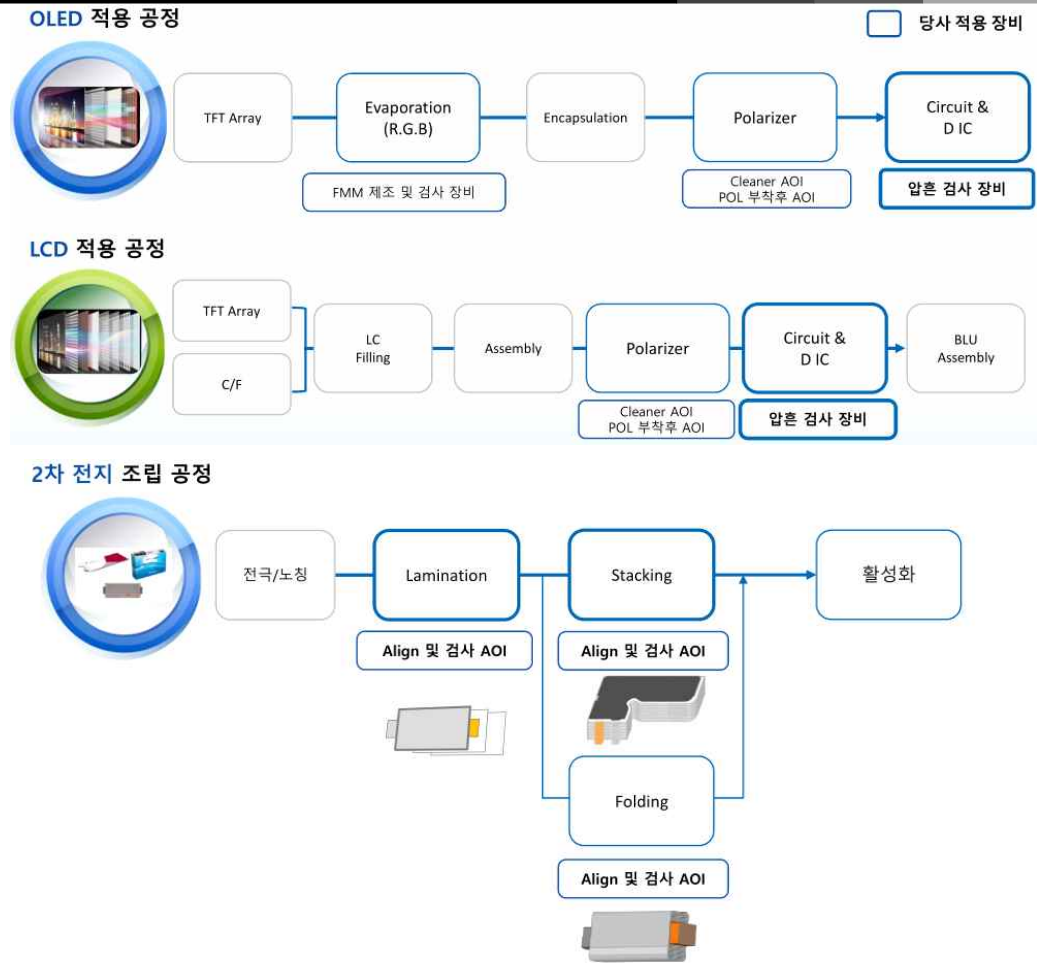 OLED 적용 공정
당사 적용 장비
TFT Array
Evaporation
(R.G.B)
Encapsulation
Polarizer
Circuit &
D IC
FMM 제조 및 검사 장비
Cleaner AOI
POL 부착후 AOI
압흔 검사 장비
LCD 적용 공정
TFT Array
C/F
LC
Filling
Assembly
Polarizer
Circuit &
D IC
BLU
Assembly
Cleaner AOI
POL 부착후 AOI
압흔 검사 장비
2차 전지 조립 공정
전극/노칭
Lamination
Stacking
활성화
Align 및 검사 AOI
Align 및 검사 AOI
Folding
Align 및 검사 AOI